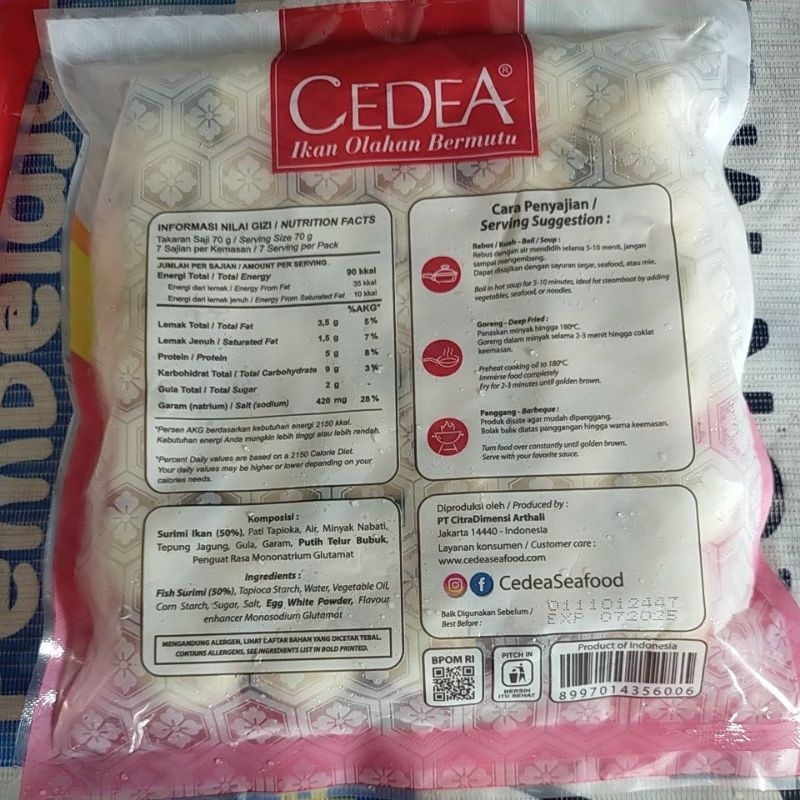 CEDEA®
Ikan Olahan Bermutu
INFORMASI NILAI GIZI / NUTRITION FACTS
Takaran Saji 70 g / Serving Size 70 g
7 Sajian per Kemasan / 7 Serving per Pack
JUMLAH PER SAJIAN / AMOUNT PER SERVING
Energi Total / Total Energy 90 kkal
Energi dari lemak / Energy From Fat 35 kkal
Energi dari lemak jenuh / Energy From Saturated Fat 10 kkal
%AKG*
Lemak Total / Total Fat 3,5 g 5%
Lemak Jenuh / Saturated Fat 1,5 g 7%
Protein / Protein 5 g 8%
Karbohidrat Total / Total Carbohydrate 9 g 3%
Gula Total / Total Sugar 2 g -
Garam (natrium) / Salt (sodium) 420 mg 28%
*Persen AKG berdasarkan kebutuhan energi 2150 kkal.
Kebutuhan energi Anda mungkin lebih tinggi atau lebih rendah.
*Percent Daily values are based on a 2150 Calorie Diet.
Your daily values may be higher or lower depending on your
calories needs.
Komposisi :
Surimi Ikan (50%), Pati Tapioka, Air, Minyak Nabati,
Tepung Jagung, Gula, Garam, Putih Telur Bubuk,
Penguat Rasa Mononatrium Glutamat
Ingredients :
Fish Surimi (50%), Tapioca Starch, Water, Vegetable Oil,
Corn Starch, Sugar, Salt, Egg White Powder, Flavour
enhancer Monosodium Glutamat
MENGANDUNG ALERGEN, LIHAT DAFTAR BAHAN YANG DICETAK TEBAL.
CONTAINS ALLERGENS, SEE INGREDIENTS LIST IN BOLD PRINTED.
Cara Penyajian /
Serving Suggestion :
Rebus / Kuah - Boil / Soup :
Rebus dengan air mendidih selama 5-10 menit, jangan
sampai mengembang.
Dapat disajikan dengan sayuran segar, seafood, atau mie.
Boil in hot soup for 5-10 minutes, ideal for steamboat by adding
vegetables, seafood, or noodles.
Goreng - Deep Fried :
Panaskan minyak hingga 180°C.
Goreng dalam minyak selama 2-3 menit hingga coklat
keemasan.
Preheat cooking oil to 180°C
Immerse food completely
Fry for 2-3 minutes until golden brown.
Panggang - Barbeque :
Produk disate agar mudah dipanggang.
Bolak balik diatas panggangan hingga warna keemasan.
Turn food over constantly until golden brown.
Serve with your favorite sauce.
Diproduksi oleh / Produced by :
PT CitraDimensi Arthali
Jakarta 14440 - Indonesia
Layanan konsumen / Customer care :
www.cedeaseafood.com
CedeaSeafood
Baik Digunakan Sebelum / 0111012447
Best Before : EXP 072025
BPOM RI
PITCH IN
BERSIH
ITU SEHAT
Product of Indonesia
8997014356006